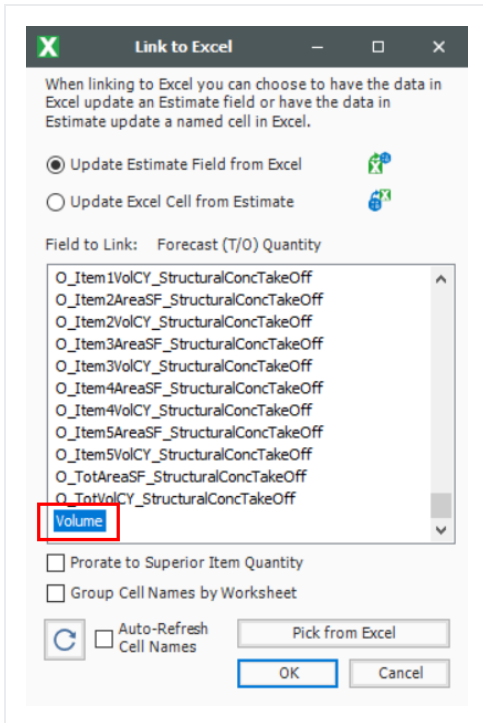 Link to Excel
When linking to Excel you can choose to have the data in
Excel update an Estimate field or have the data in
Estimate update a named cell in Excel.
Update Estimate Field from Excel
Update Excel Cell from Estimate
Field to Link: Forecast (T/O) Quantity
O_Item1VolCY_StructuralConcTakeOff
O_Item2AreaSF_StructuralConcTakeOff
O_Item2VolCY_StructuralConcTakeOff
O_Item3AreaSF_StructuralConcTakeOff
O_Item3VolCY_StructuralConcTakeOff
O_Item4AreaSF_StructuralConcTakeOff
O_Item4VolCY_StructuralConcTakeOff
O_Item5AreaSF_StructuralConcTakeOff
O_Item5VolCY_StructuralConcTakeOff
O_TotAreaSF_StructuralConcTakeOff
O_TotVolCY_StructuralConcTakeOff
Volume
Prorate to Superior Item Quantity
Group Cell Names by Worksheet
Auto-Refresh
Cell Names
Pick from Excel
OK
Cancel